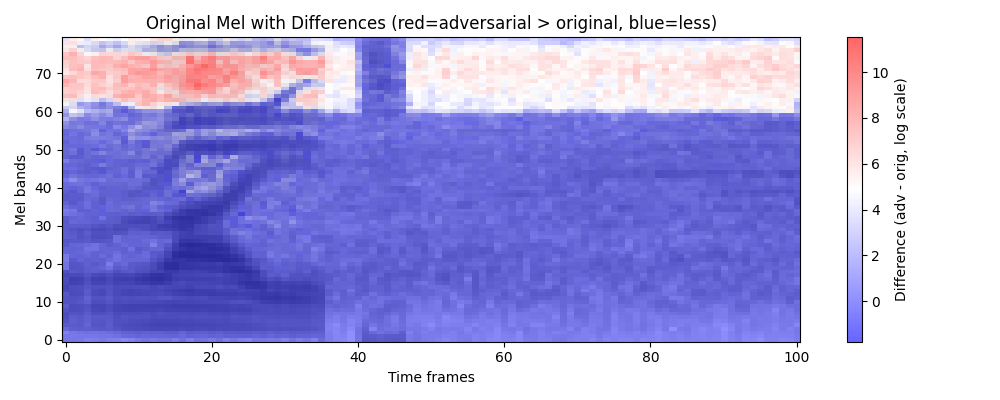 Original Mel with Differences (red=adversarial > original, blue=less)
Mel bands
70
60
50
40
30
20
10
0
0 20 40 60 80 100
Time frames
10
8
6
4
2
0
Difference (adv - orig, log scale)